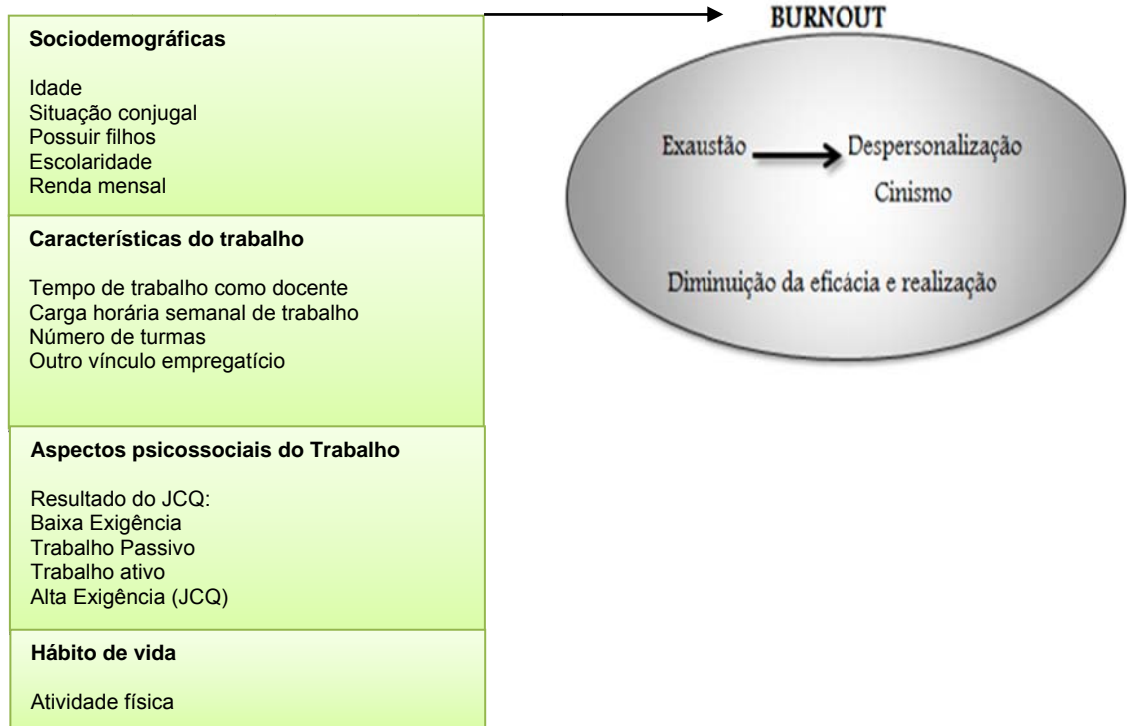 Sociodemográficas
Idade
Situação conjugal
Possuir filhos
Escolaridade
Renda mensal
Características do trabalho
Tempo de trabalho como docente
Carga horária semanal de trabalho
Número de turmas
Outro vínculo empregatício
Aspectos psicossociais do Trabalho
Resultado do JCQ:
Baixa Exigência
Trabalho Passivo
Trabalho ativo
Alta Exigência (JCQ)
Hábito de vida
Atividade física
BURNOUT
Exaustão Despersonalização
Cinismo
Diminuição da eficácia e realização